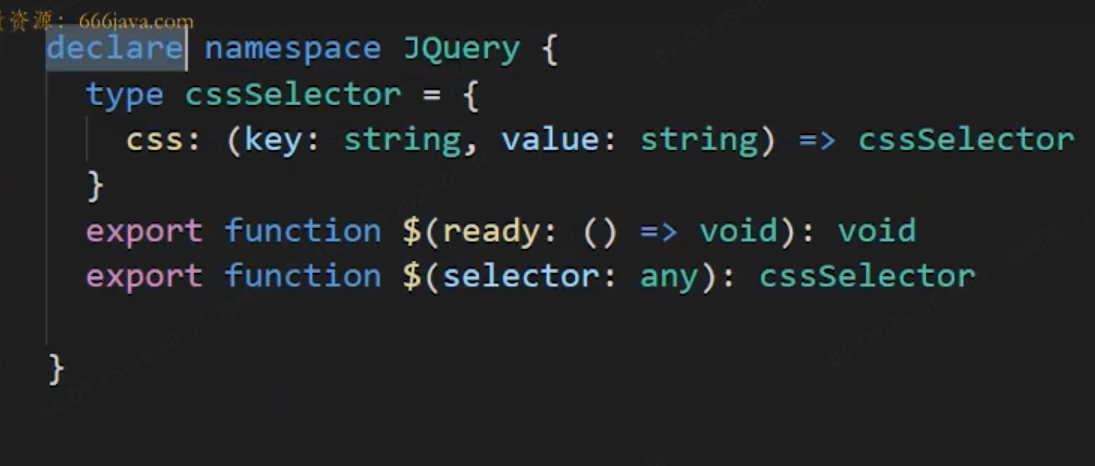 资源：666java.com
declare namespace JQuery {
type cssSelector = {
css: (key: string, value: string) => cssSelector
}
export function $(ready: () => void): void
export function $(selector: any): cssSelector
}